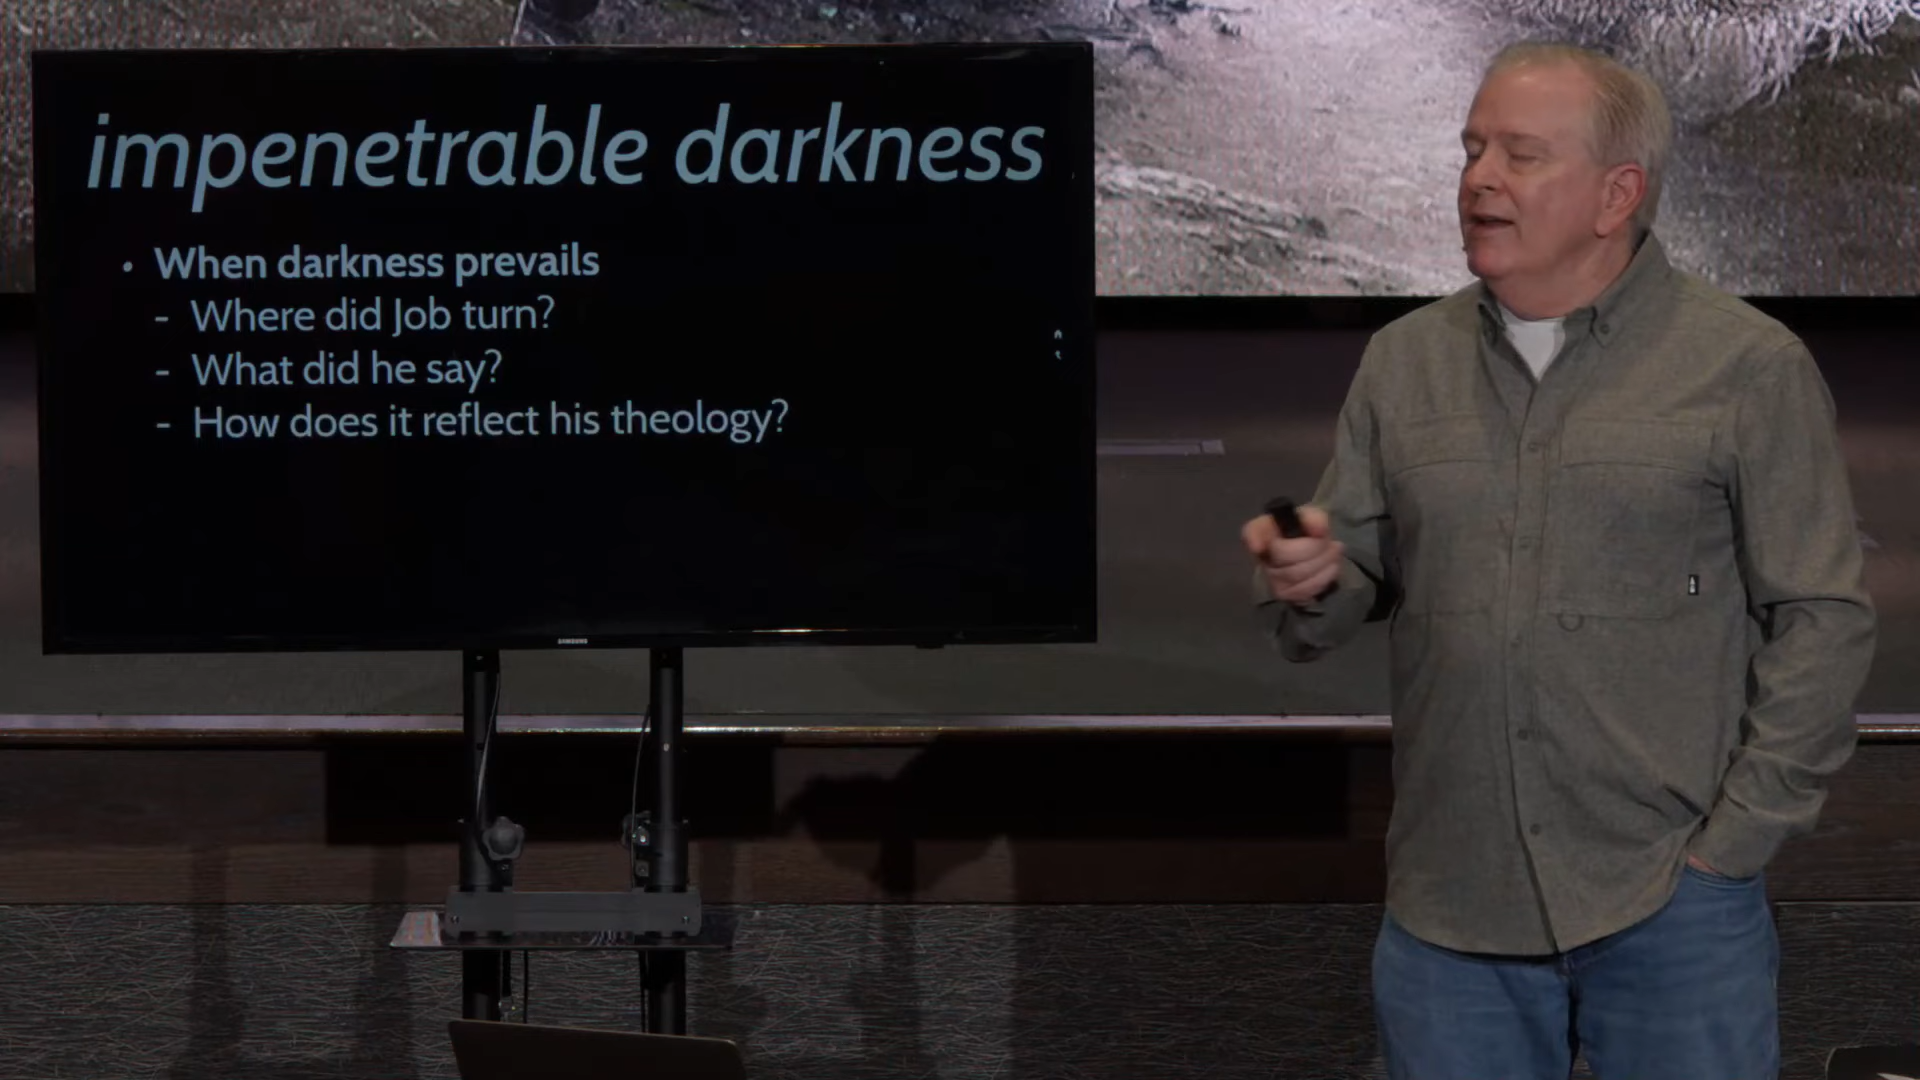 impenetrable darkness
• When darkness prevails
- Where did Job turn?
- What did he say?
- How does it reflect his theology?
SAMSUNG